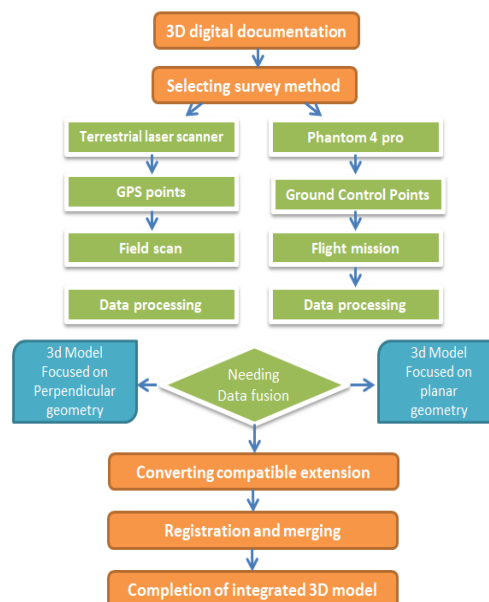 3D digital documentation
Selecting survey method
Terrestrial laser scanner
Phantom 4 pro
GPS points
Ground Control Points
Field scan
Flight mission
Data processing
Data processing
3d Model
Focused on
Perpendicular
geometry
Needing
Data fusion
3d Model
Focused on
planar
geometry
Converting compatible extension
Registration and merging
Completion of integrated 3D model